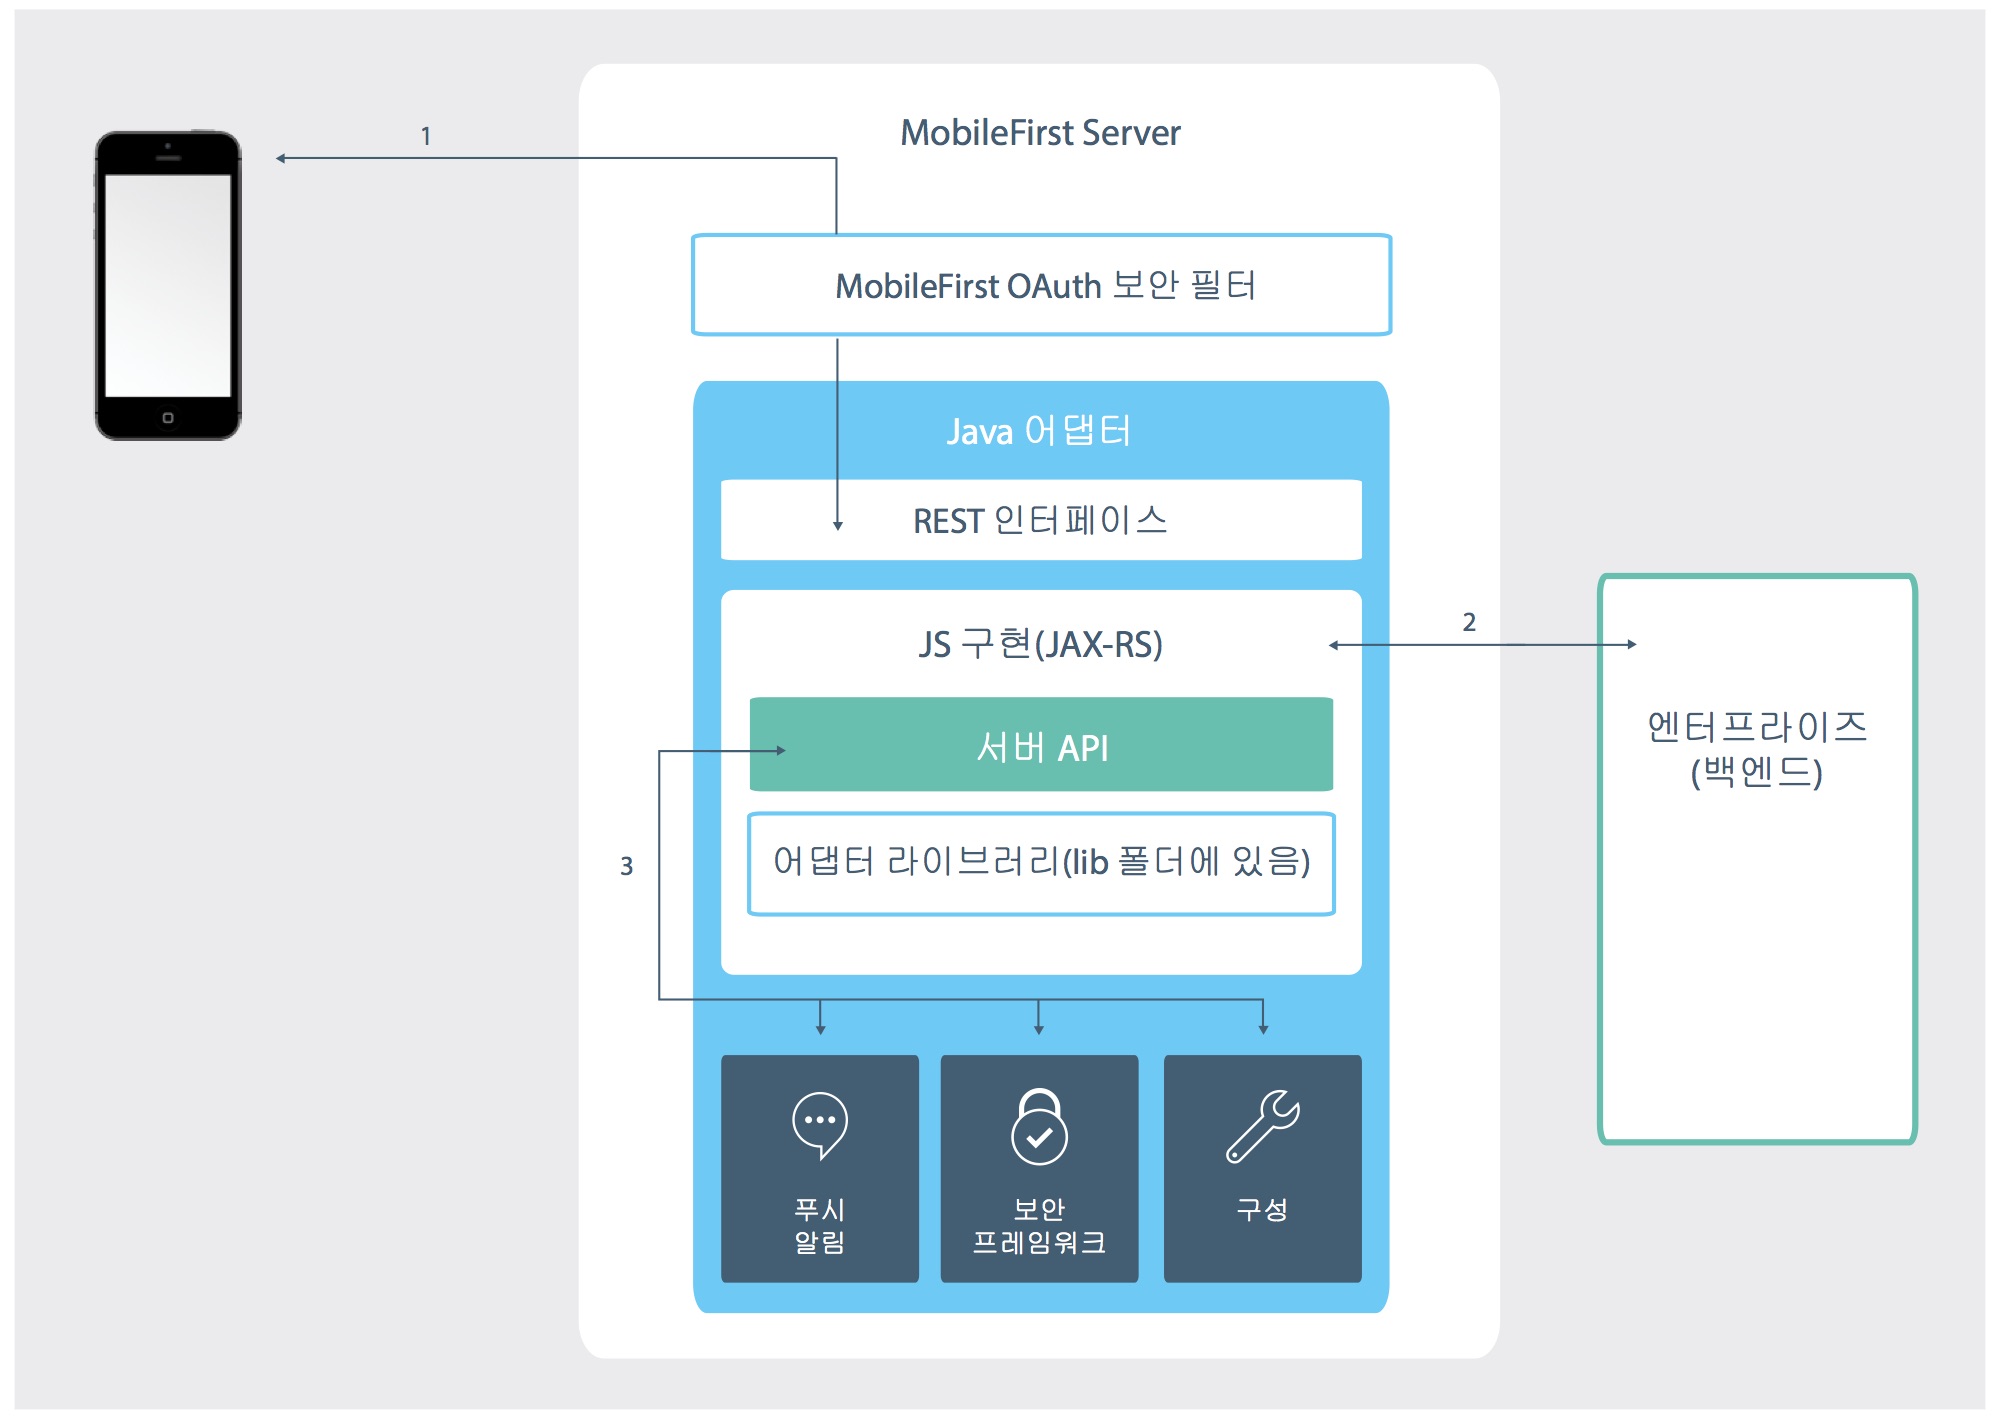 MobileFirst Server
1
MobileFirst OAuth 보안 필터
Java 어댑터
REST 인터페이스
JS 구현(JAX-RS)
2
서버 API
엔터프라이즈
(백엔드)
어댑터 라이브러리(lib 폴더에 있음)
3
푸시
알림
보안
프레임워크
구성